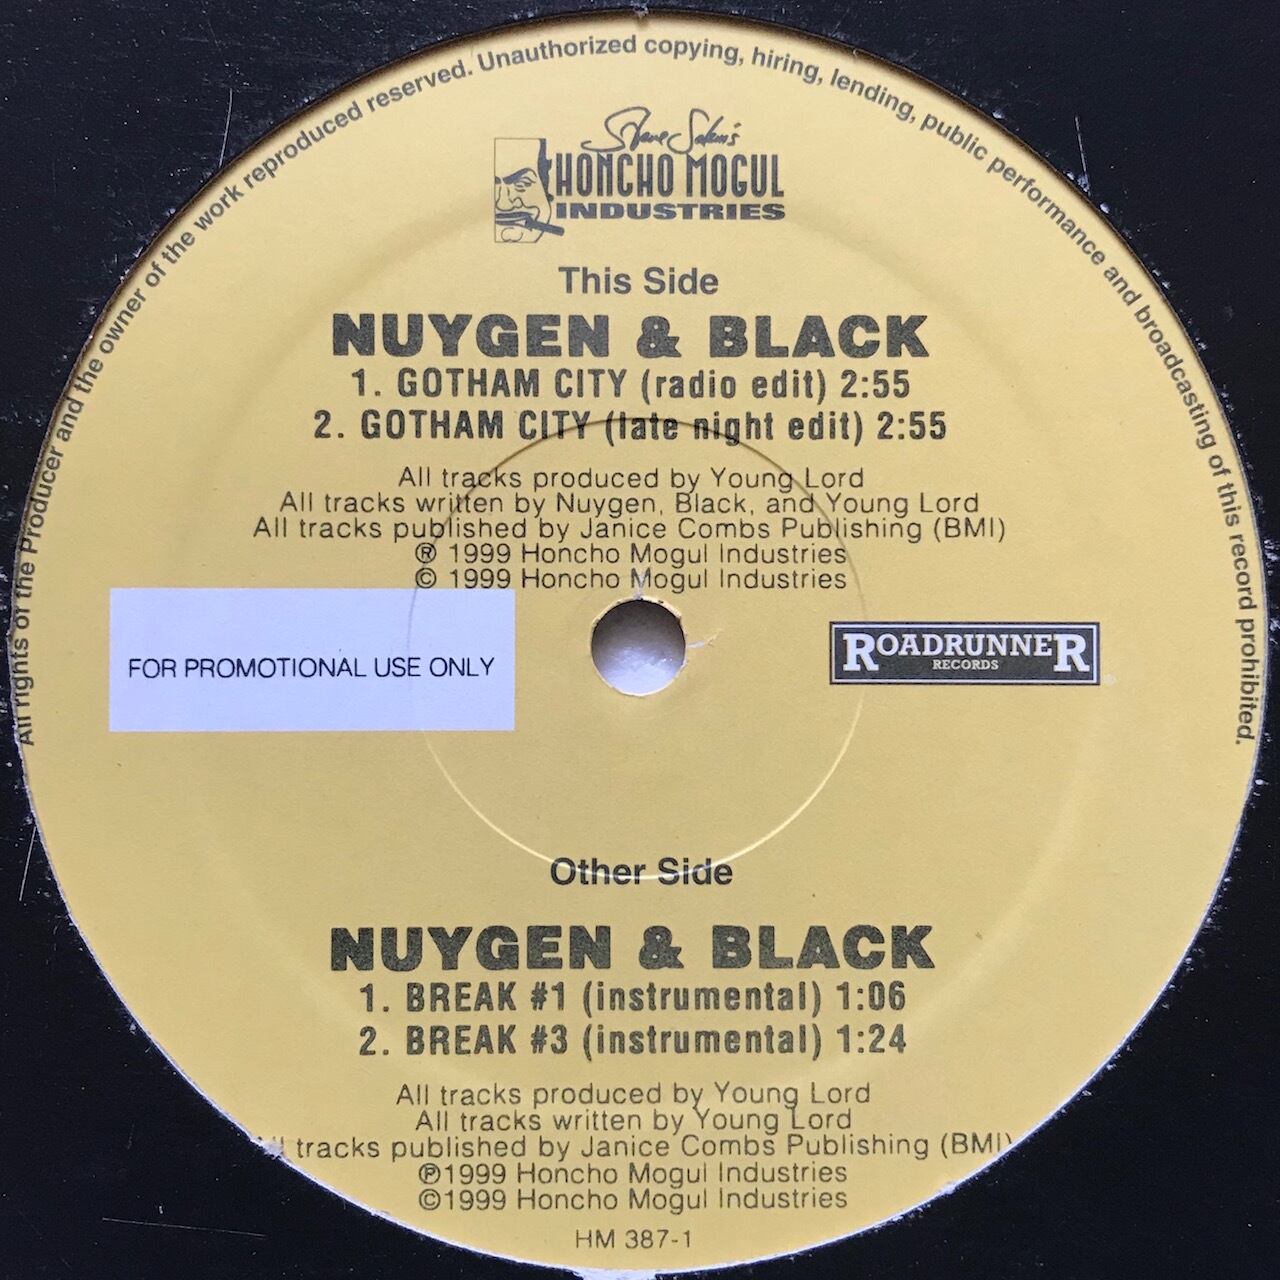 All rights of the Producer and the owner of the work reproduced reserved. Unauthorized copying, hiring, lending, public performance and broadcasting of this record prohibited.
Shane Salem's
HONCHO MOGUL
INDUSTRIES
This Side
NUYGEN & BLACK
1. GOTHAM CITY (radio edit) 2:55
2. GOTHAM CITY (late night edit) 2:55
All tracks produced by Young Lord
All tracks written by Nuygen, Black, and Young Lord
All tracks published by Janice Combs Publishing (BMI)
® 1999 Honcho Mogul Industries
© 1999 Honcho Mogul Industries
FOR PROMOTIONAL USE ONLY
ROADRUNNER
RECORDS
Other Side
NUYGEN & BLACK
1. BREAK #1 (instrumental) 1:06
2. BREAK #3 (instrumental) 1:24
All tracks produced by Young Lord
All tracks written by Young Lord
All tracks published by Janice Combs Publishing (BMI)
℗1999 Honcho Mogul Industries
©1999 Honcho Mogul Industries
HM 387-1